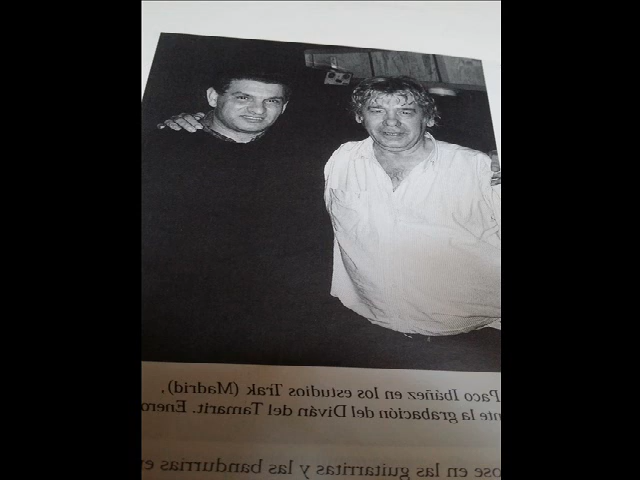 Paco Ibáñez en los estudios Trak (Madrid),
nte la grabación del Diván del Tamarit. Enero
ose en las guitarritas y las bandurrias